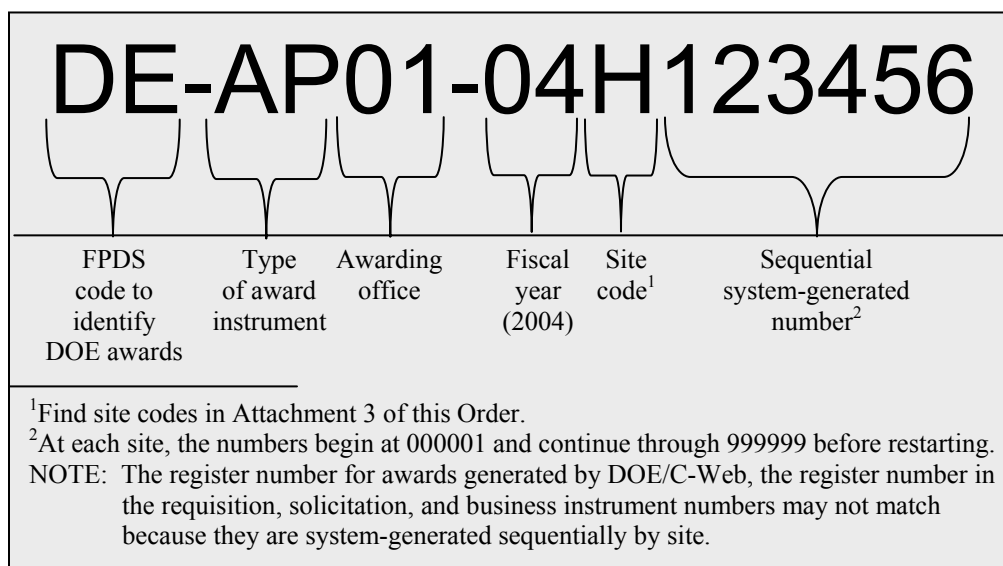 DE-AP01-04H123456
FPDS code to identify DOE awards
Type of award instrument
Awarding office
Fiscal year (2004)
Site code¹
Sequential system-generated number²
¹Find site codes in Attachment 3 of this Order.
²At each site, the numbers begin at 000001 and continue through 999999 before restarting.
NOTE: The register number for awards generated by DOE/C-Web, the register number in
the requisition, solicitation, and business instrument numbers may not match
because they are system-generated sequentially by site.